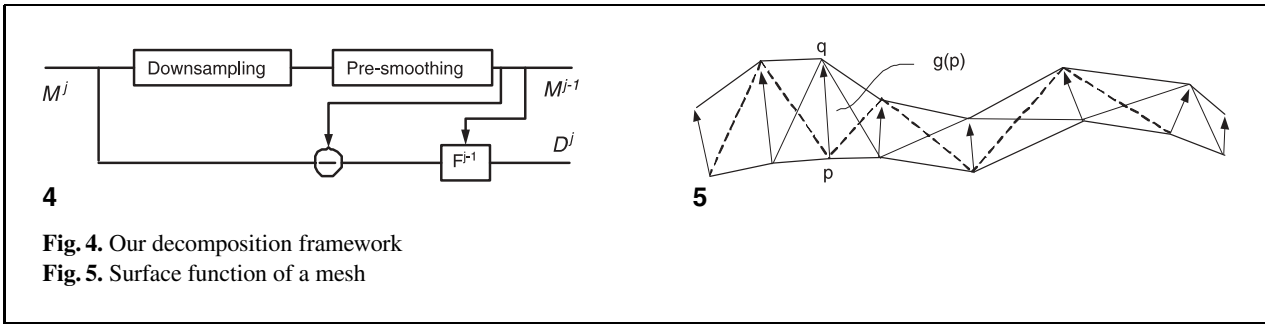 Downsampling
Pre-smoothing
M^j
M^{j-1}
F^{j-1}
D^j
4
q
g(p)
p
5
Fig. 4. Our decomposition framework
Fig. 5. Surface function of a mesh